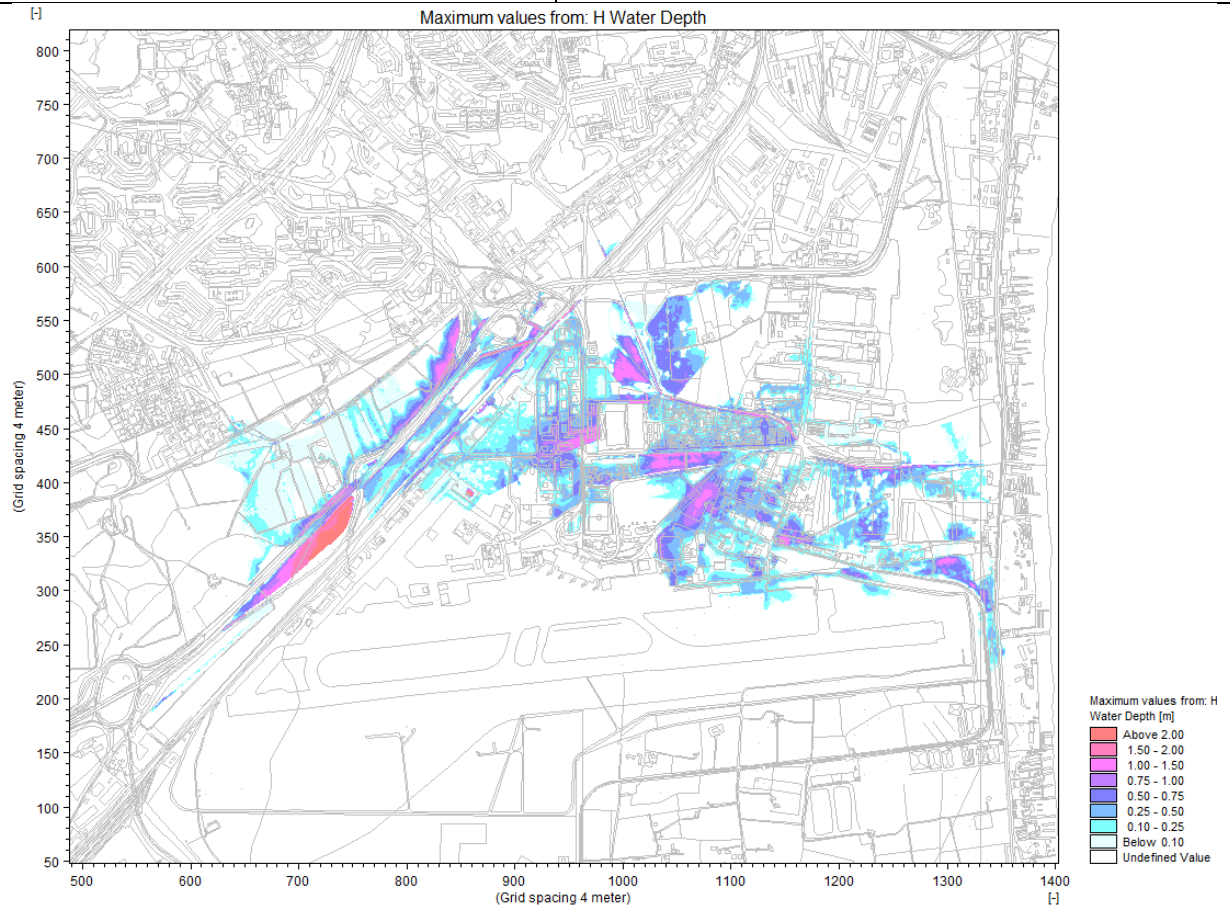 [-]
Maximum values from: H Water Depth
800
750
700
650
600
550
500
450
400
350
300
250
200
150
100
50
(Grid spacing 4 meter)
500 600 700 800 900 1000 1100 1200 1300 1400
(Grid spacing 4 meter)
[-]
Maximum values from: H
Water Depth [m]
Above 2.00
1.50 - 2.00
1.00 - 1.50
0.75 - 1.00
0.50 - 0.75
0.25 - 0.50
0.10 - 0.25
Below 0.10
Undefined Value